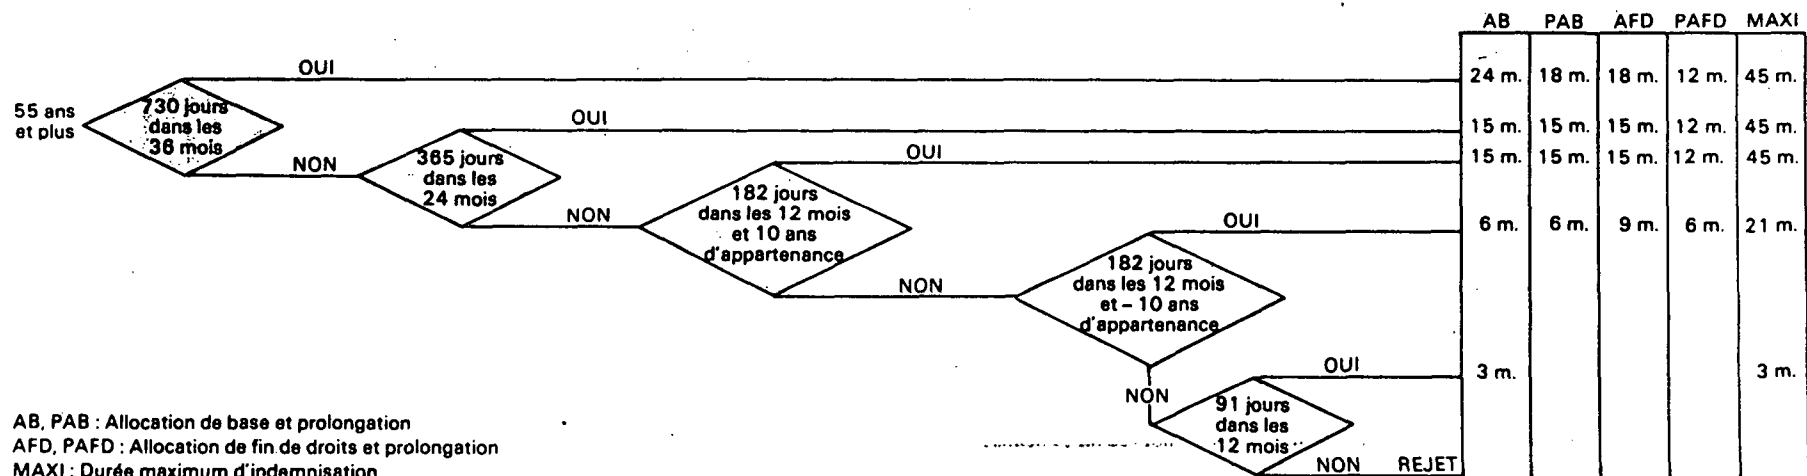 AB PAB AFD PAFD MAXI
OUI
24 m. 18 m. 18 m. 12 m. 45 m.
55 ans
et plus
730 jours
dans les
36 mois
OUI
15 m. 15 m. 15 m. 12 m. 45 m.
NON
365 jours
dans les
24 mois
OUI
15 m. 15 m. 15 m. 12 m. 45 m.
NON
182 jours
dans les 12 mois
et 10 ans
d'appartenance
OUI
6 m. 6 m. 9 m. 6 m. 21 m.
NON
182 jours
dans les 12 mois
et – 10 ans
d'appartenance
OUI
3 m. 3 m.
NON
91 jours
dans les
12 mois
NON REJET
AB, PAB : Allocation de base et prolongation
AFD, PAFD : Allocation de fin de droits et prolongation
MAXI : Durée maximum d'indemnisation